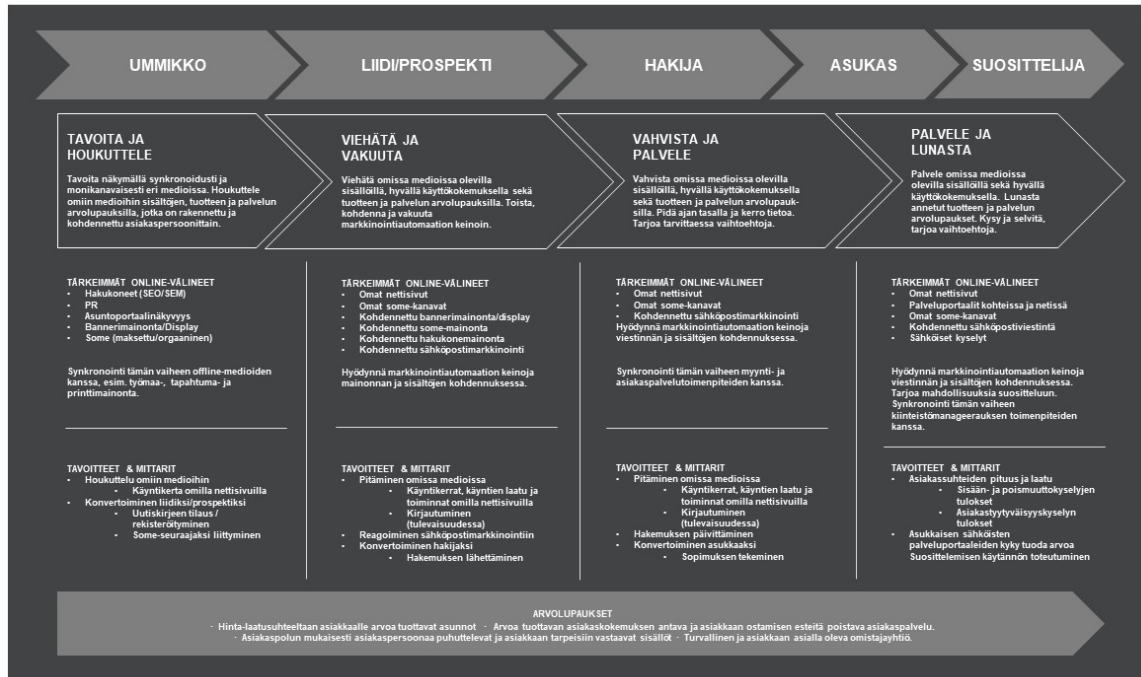 UMMIKKO
LIIDI/PROSPEKTI
HAKIJA
ASUKAS
SUOSITTELIJA
TAVOITA JA
HOUKUTTELE
Tavoita näkymällä synkronoidusti ja
monikanavaisesti eri medioissa. Houkuttele
omiin medioihin sisältöjen, tuotteen ja palvelun
arvolupauksilla, jotka on rakennettu ja
kohdennettu asiakaspersoonittain.
VIEHÄTÄ JA
VAKUUTA
Viehätä omissa medioissa olevilla
sisällöillä, hyvällä käyttökokemuksella sekä
tuotteen ja palvelun arvolupauksilla. Toista,
kohdenna ja vakuuta
markkinointiautomaation keinoin.
VAHVISTA JA
PALVELE
Vahvista omissa medioissa olevilla
sisällöillä, hyvällä käyttökokemuksella
sekä tuotteen ja palvelun arvolupauk-
silla. Pidä ajan tasalla ja kerro tietoa.
Tarjoa tarvittaessa vaihtoehtoja.
PALVELE JA
LUNASTA
Palvele omissa medioissa
olevilla sisällöillä sekä hyvällä
käyttökokemuksella. Lunasta
annetut tuotteen ja palvelun
arvolupaukset. Kysy ja selvitä,
tarjoa vaihtoehtoja.
TÄRKEIMMÄT ONLINE-VÄLINEET
• Hakukoneet (SEO/SEM)
• PR
• Asuntoportaalinäkyvyys
• Bannerimainonta/Display
• Some (maksettu/orgaaninen)
Synkronointi tämän vaiheen offline-medioiden
kanssa, esim. työmaa-, tapahtuma- ja
printtimainonta.
TÄRKEIMMÄT ONLINE-VÄLINEET
• Omat nettisivut
• Omat some-kanavat
• Kohdennettu bannerimainonta/display
• Kohdennettu some-mainonta
• Kohdennettu hakukonemainonta
• Kohdennettu sähköpostimarkkinointi
Hyödynnä markkinointiautomaation keinoja
mainonnan ja sisältöjen kohdennuksessa.
TÄRKEIMMÄT ONLINE-VÄLINEET
• Omat nettisivut
• Omat some-kanavat
• Kohdennettu sähköpostimarkkinointi
Hyödynnä markkinointiautomaation keinoja
viestinnän ja sisältöjen kohdennuksessa.
Synkronointi tämän vaiheen myynti- ja
asiakaspalvelutoimenpiteiden kanssa.
TÄRKEIMMÄT ONLINE-VÄLINEET
• Omat nettisivut
• Palveluportaalit kohteissa ja netissä
• Omat some-kanavat
• Kohdennettu sähköpostiviestintä
• Sähköiset kyselyt
Hyödynnä markkinointiautomaation keinoja
viestinnän ja sisältöjen kohdennuksessa.
Tarjoa mahdollisuuksia suositteluun.
Synkronointi tämän vaiheen
kiinteistömanageerauksen toimenpiteiden
kanssa.
TAVOITTEET & MITTARIT
• Houkuttelu omiin medioihin
• Käyntikerta omilla nettisivuilla
• Konvertoiminen liidiksi/prospektiksi
• Uutiskirjeen tilaus /
rekisteröityminen
• Some-seuraajaksi liittyminen
TAVOITTEET & MITTARIT
• Pitäminen omissa medioissa
• Käyntikerrat, käyntien laatu ja
toiminnat omilla nettisivuilla
• Kirjautuminen
(tulevaisuudessa)
• Reagoiminen sähköpostimarkkinointiin
• Konvertoiminen hakijaksi
• Hakemuksen lähettäminen
TAVOITTEET & MITTARIT
• Pitäminen omissa medioissa
• Käyntikerrat, käyntien laatu ja
toiminnat omilla nettisivuilla
• Kirjautuminen
(tulevaisuudessa)
• Hakemuksen päivittäminen
• Konvertoiminen asukkaaksi
• Sopimuksen tekeminen
TAVOITTEET & MITTARIT
• Asiakassuhteiden pituus ja laatu
• Sisään- ja poismuuttokyselyjen
tulokset
• Asiakastyytyväisyyskyselyn
tulokset
• Asukkaisen sähköisten
palveluportaaleiden kyky tuoda arvoa
Suosittelemisen käytännön toteutuminen
ARVOLUPAUKSET
· Hinta-laatusuhteeltaan asiakkaalle arvoa tuottavat asunnot · Arvoa tuottavan asiakaskokemuksen antava ja asiakkaan ostamisen esteitä poistava asiakaspalvelu.
· Asiakaspolun mukaisesti asiakaspersoonaa puhuttelevat ja asiakkaan tarpeisiin vastaavat sisällöt · Turvallinen ja asiakkaan asialla oleva omistajayhtiö.